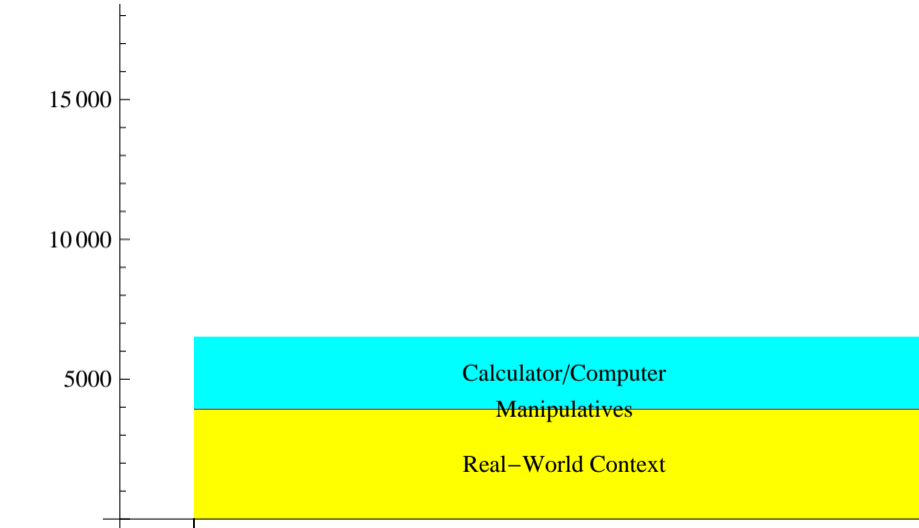 15 000
10 000
5000
Calculator/Computer
Manipulatives
Real−World Context